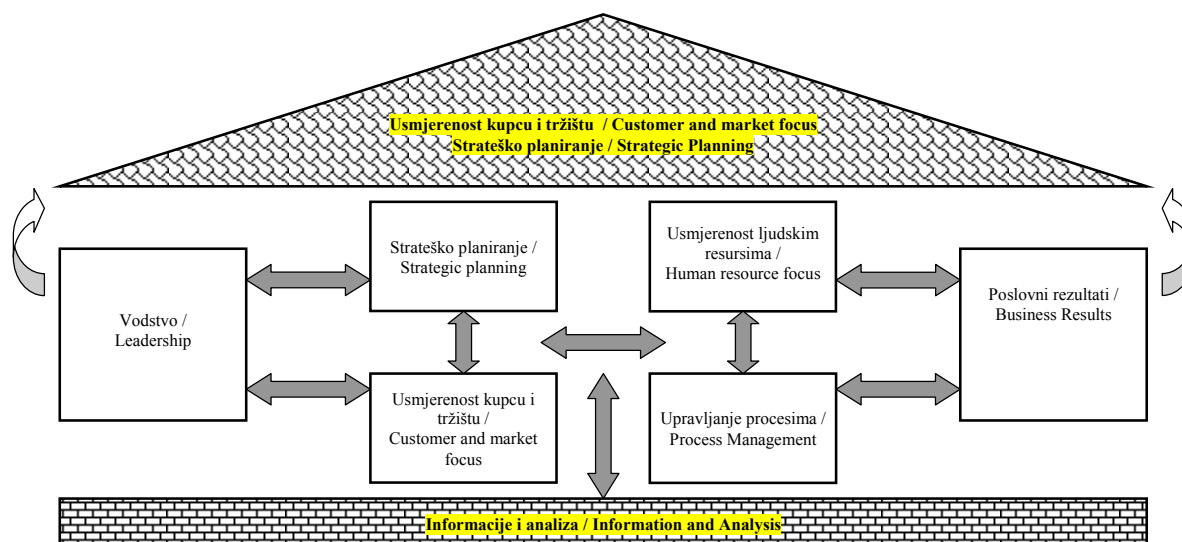 Usmjerenost kupcu i tržištu / Customer and market focus
Strateško planiranje / Strategic Planning
Strateško planiranje /
Strategic planning
Usmjerenost ljudskim
resursima /
Human resource focus
Vodstvo /
Leadership
Poslovni rezultati /
Business Results
Usmjerenost kupcu i
tržištu /
Customer and market
focus
Upravljanje procesima /
Process Management
Informacije i analiza / Information and Analysis